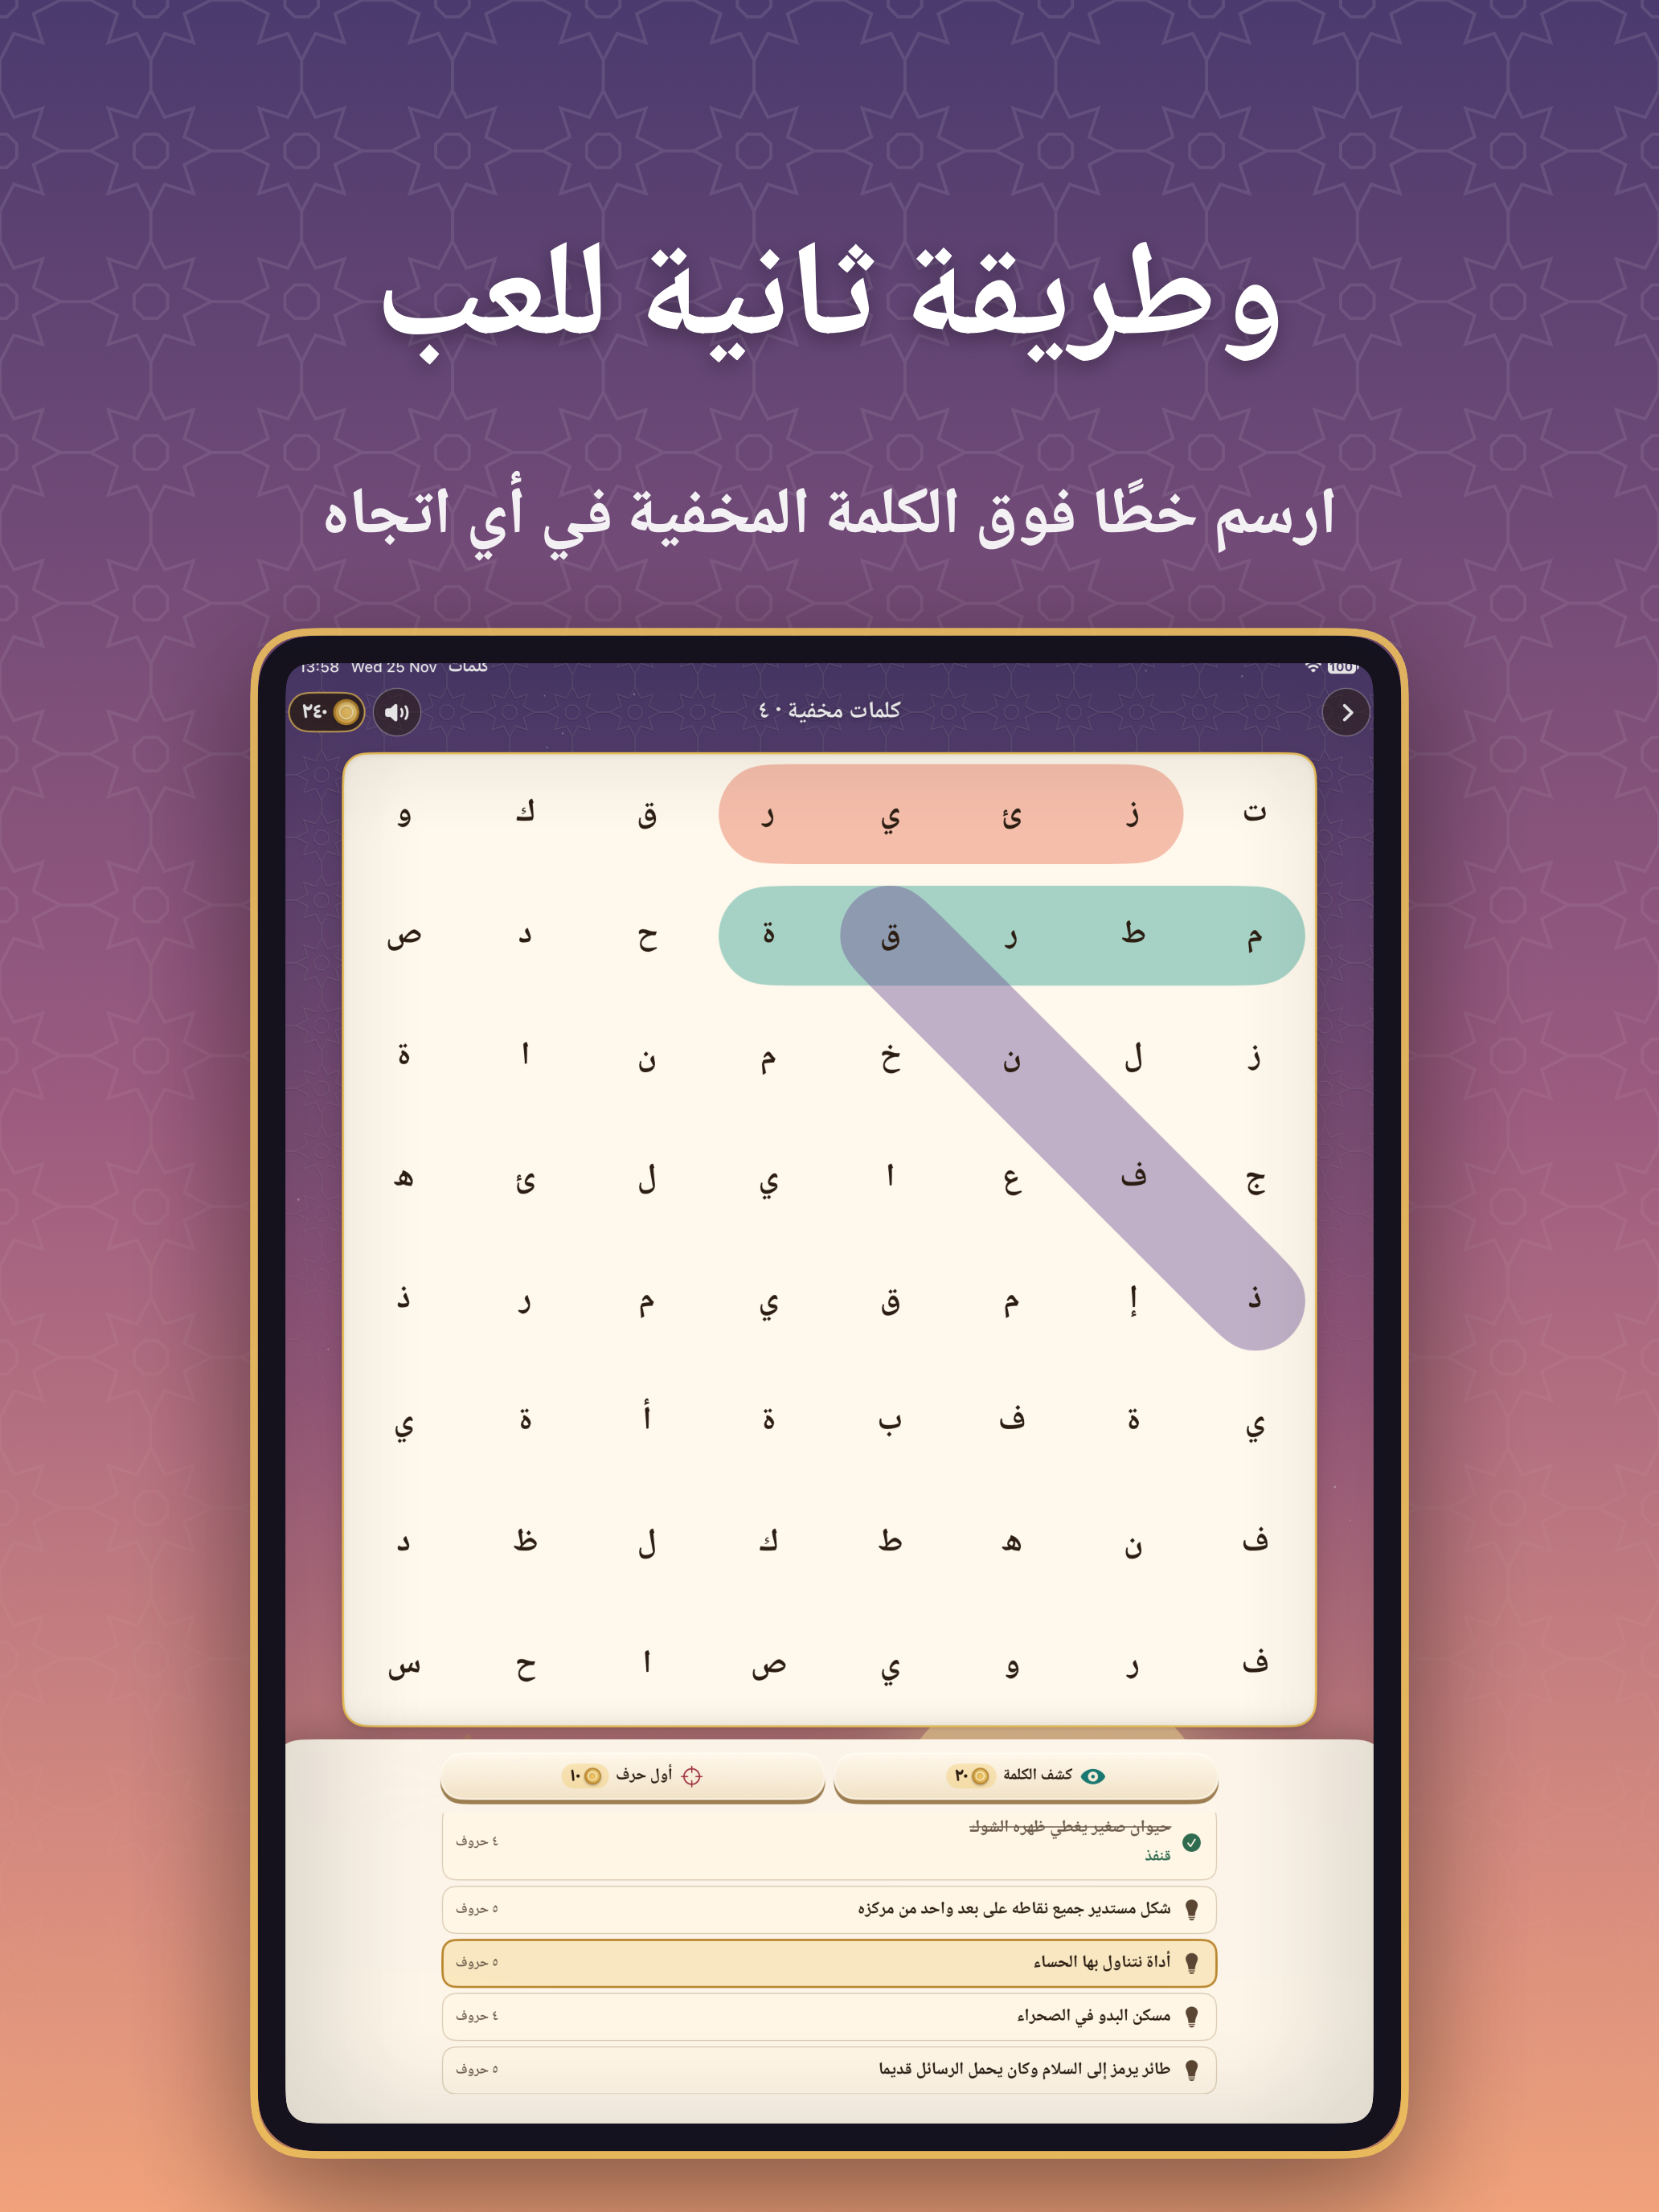 وطريقة ثانية للعب
ارسم خطًا فوق الكلمة المخفية في أي اتجاه
13:58 Wed 25 Nov كلمات 100
كلمات مخفية · ٤
٢٤٠
ت ز ئ ي ر ق ك و
م ط ر ق ة ح د ص
ز ل ن خ م ن ا ة
ج ف ع ا ي ل ئ ه
ذ إ م ق ي م ر ذ
ي ة ف ب ة أ ة ي
ف ن ه ط ك ل ظ د
ف ر و ي ص ا ح س
كشف الكلمة ٢٠
أول حرف ١٠
حيوان صغير يغطي ظهره الشوك
قنفذ
٤ حروف
شكل مستدير جميع نقاطه على بعد واحد من مركزه ٥ حروف
أداة نتناول بها الحساء ٥ حروف
مسكن البدو في الصحراء ٤ حروف
طائر يرمز إلى السلام وكان يحمل الرسائل قديما ٥ حروف